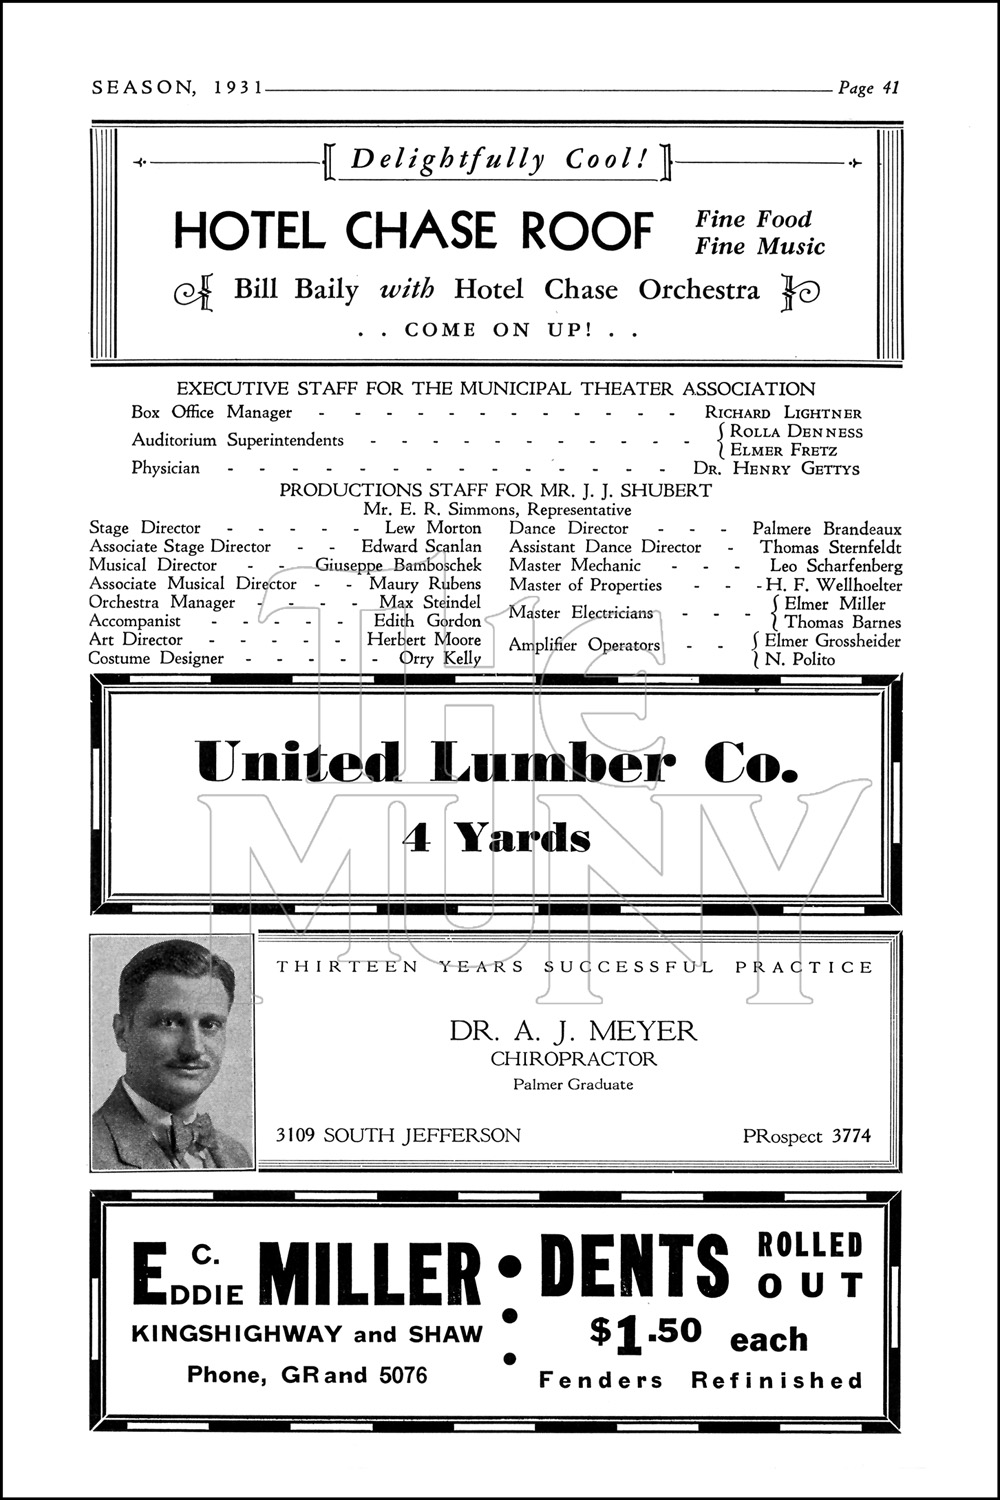 SEASON, 1931 Page 41
Delightfully Cool!
HOTEL CHASE ROOF Fine Food
Fine Music
Bill Baily with Hotel Chase Orchestra
. . COME ON UP! . .
EXECUTIVE STAFF FOR THE MUNICIPAL THEATER ASSOCIATION
Box Office Manager - - - - - - - - - - - - RICHARD LIGHTNER
Auditorium Superintendents - - - - - - - - - - - { ROLLA DENNESS
ELMER FRETZ
Physician - - - - - - - - - - - - - - DR. HENRY GETTYS
PRODUCTIONS STAFF FOR MR. J. J. SHUBERT
Mr. E. R. Simmons, Representative
Stage Director - - - - - Lew Morton
Associate Stage Director - - Edward Scanlan
Musical Director - - Giuseppe Bamboschek
Associate Musical Director - - Maury Rubens
Orchestra Manager - - - - Max Steindel
Accompanist - - - - - Edith Gordon
Art Director - - - - - Herbert Moore
Costume Designer - - - - - Orry Kelly
Dance Director - - - Palmere Brandeaux
Assistant Dance Director - Thomas Sternfeldt
Master Mechanic - - - Leo Scharfenberg
Master of Properties - - - H. F. Wellhoelter
Master Electricians - - - { Elmer Miller
Thomas Barnes
Amplifier Operators - - { Elmer Grossheider
N. Polito
THE
MUNY
United Lumber Co.
4 Yards
THIRTEEN YEARS SUCCESSFUL PRACTICE
DR. A. J. MEYER
CHIROPRACTOR
Palmer Graduate
3109 SOUTH JEFFERSON PRospect 3774
EDDIE C. MILLER
KINGSHIGHWAY and SHAW
Phone, GRand 5076
DENTS ROLLED
OUT
$1.50 each
Fenders Refinished